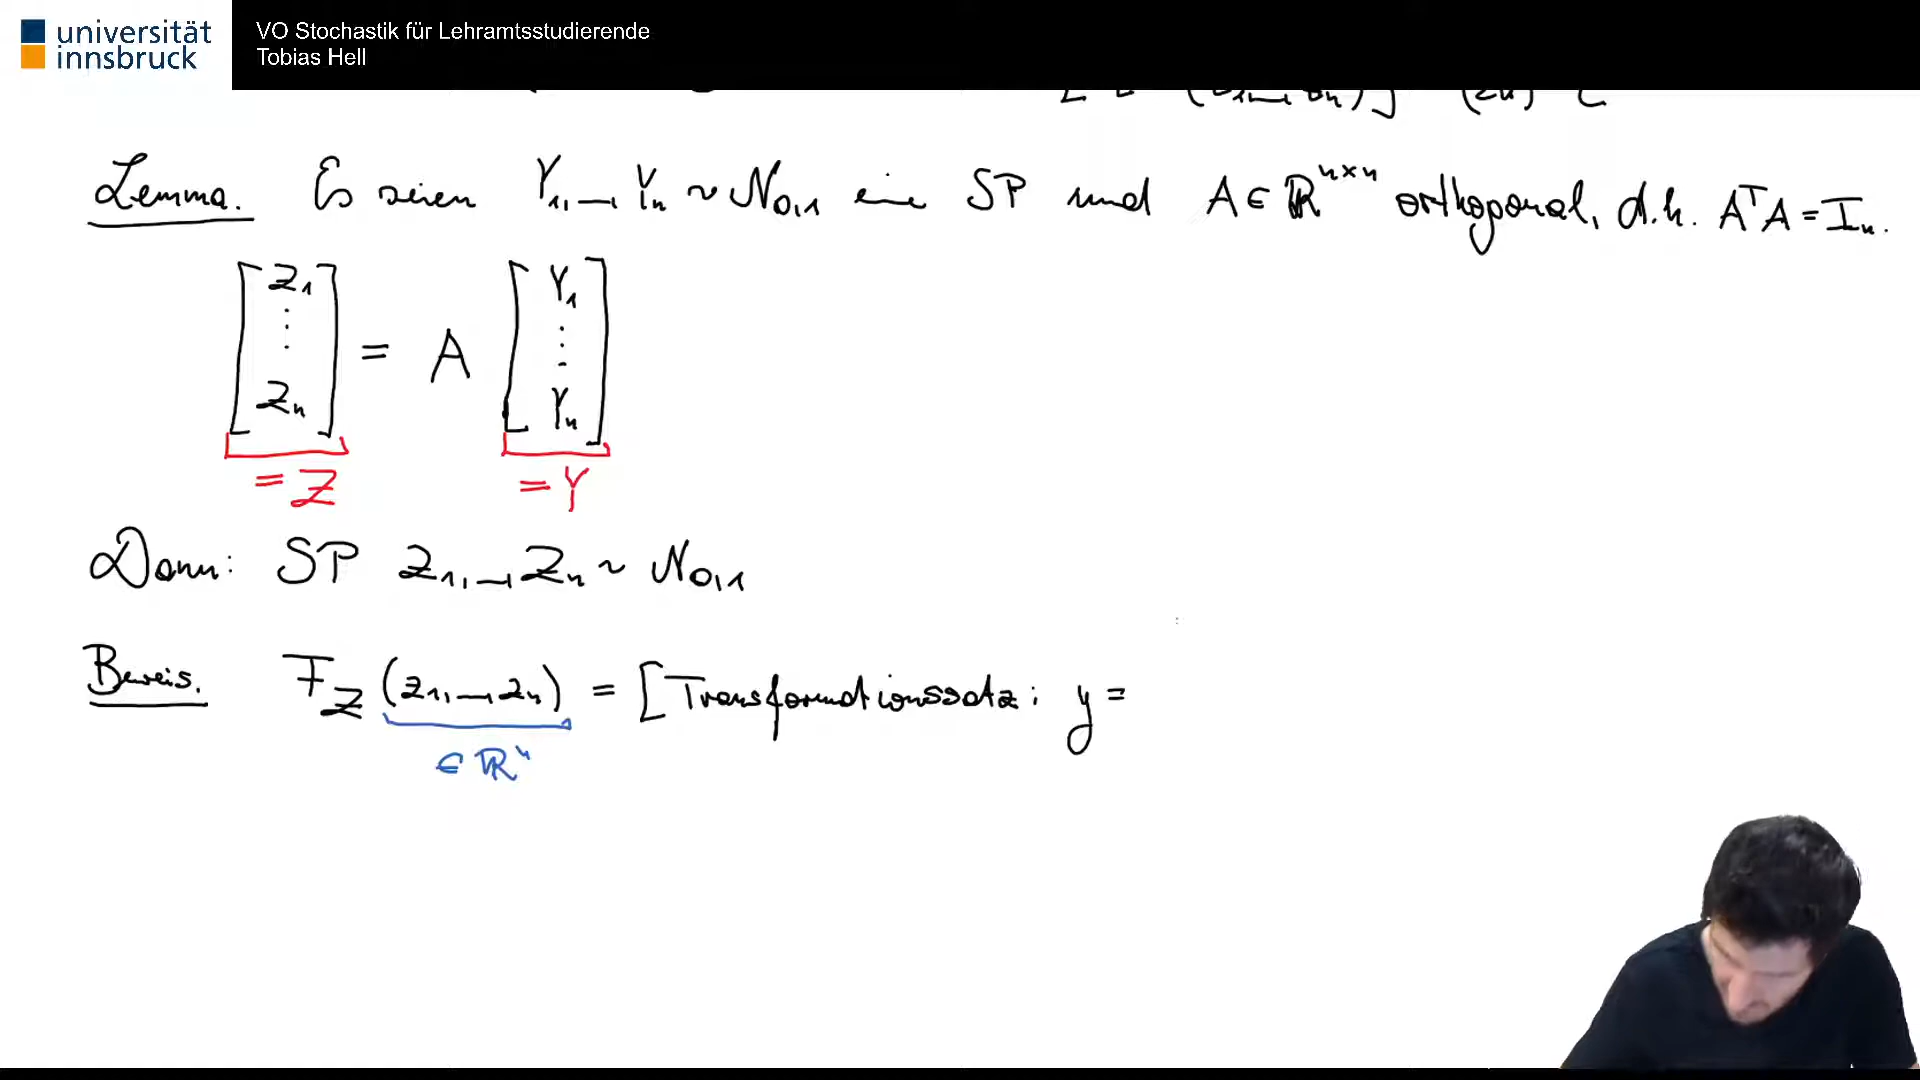 universität
innsbruck
VO Stochastik für Lehramtsstudierende
Tobias Hell
Lemma. Es seien Y₁,…,Yₙ ~ N₀,₁ eine SP und A ∈ ℝⁿˣⁿ orthogonal, d.h. AᵀA = Iₙ.
[Z₁ ⋮ Zₙ] = A [Y₁ ⋮ Yₙ]
= Z = Y
Dann: SP Z₁,…,Zₙ ~ N₀,₁
Beweis. F_Z (z₁,…,zₙ) = [Transformationssatz: y =
∈ ℝⁿ